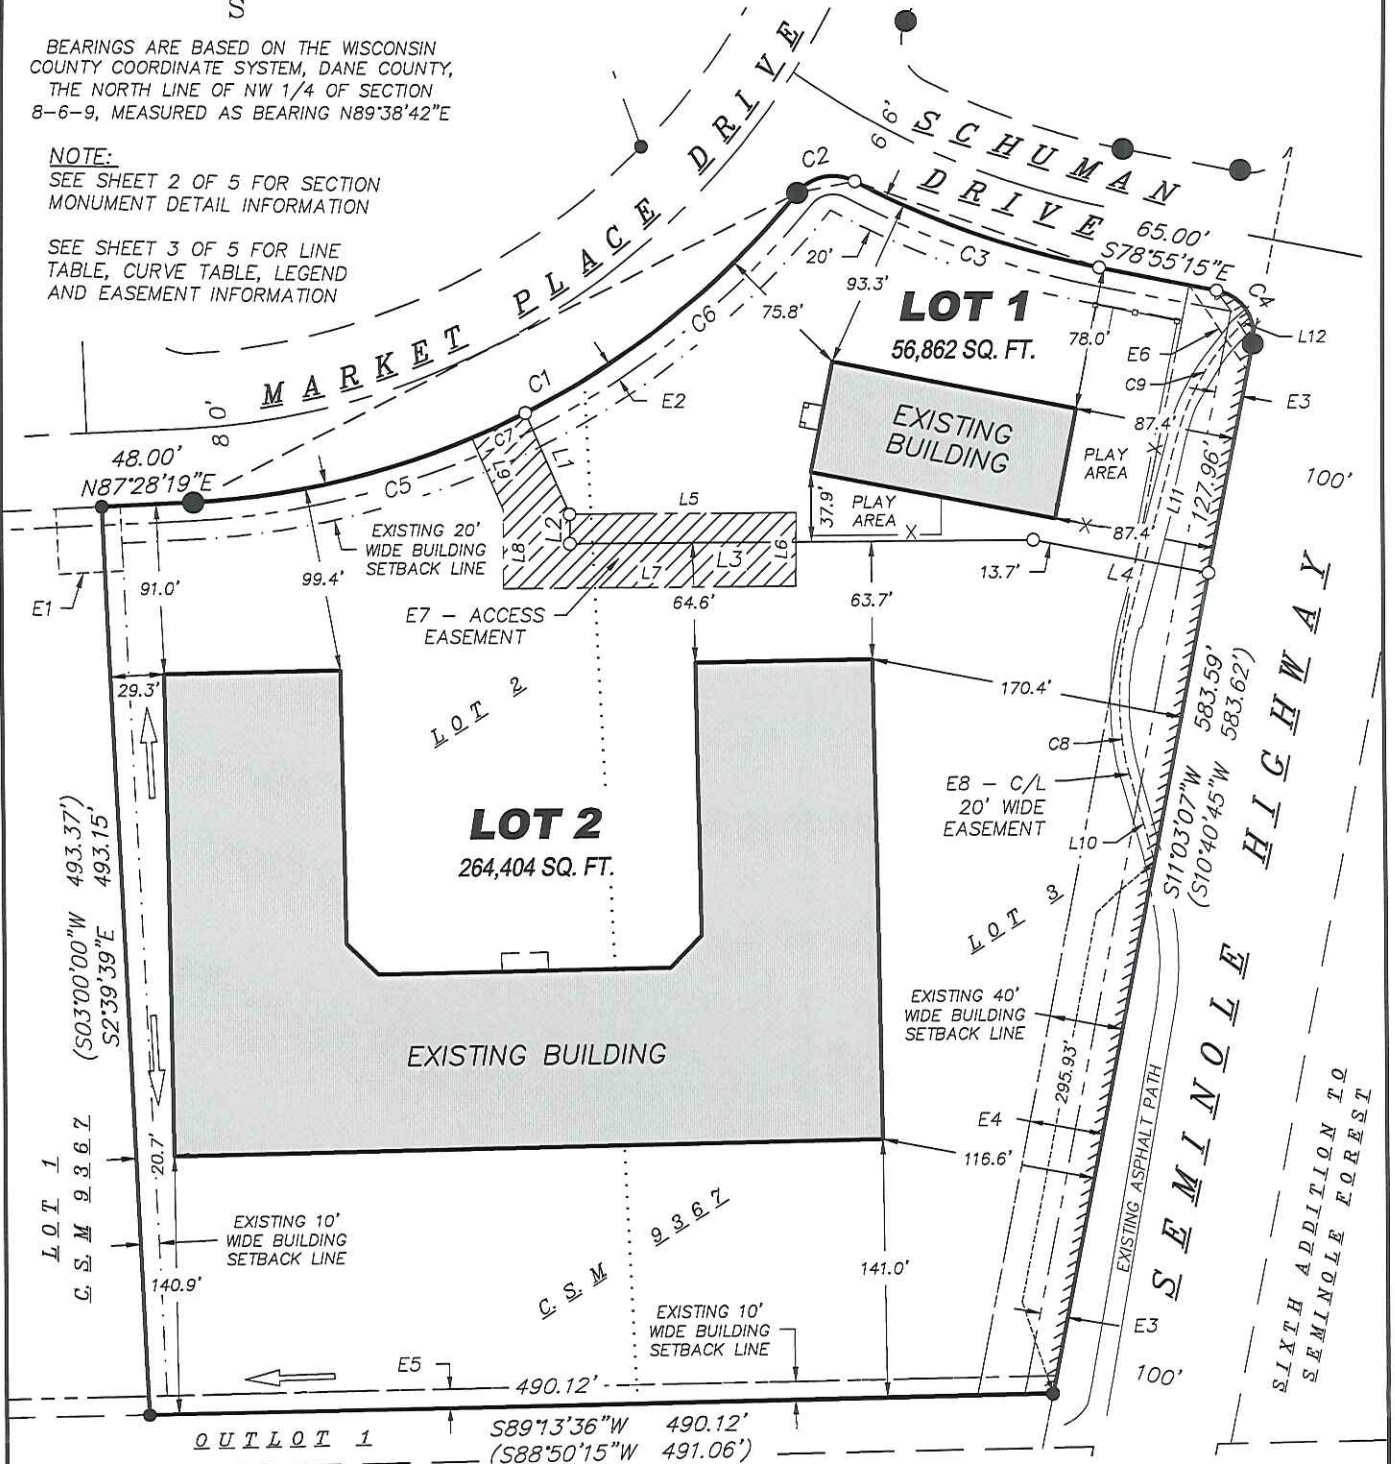 S
BEARINGS ARE BASED ON THE WISCONSIN
COUNTY COORDINATE SYSTEM, DANE COUNTY,
THE NORTH LINE OF NW 1/4 OF SECTION
8-6-9, MEASURED AS BEARING N89°38'42"E
NOTE:
SEE SHEET 2 OF 5 FOR SECTION
MONUMENT DETAIL INFORMATION
SEE SHEET 3 OF 5 FOR LINE
TABLE, CURVE TABLE, LEGEND
AND EASEMENT INFORMATION
MARKET PLACE DRIVE
80'
SCHUMAN
DRIVE
66'
C2
C3
65.00'
S78°55'15"E
C4
L12
20'
93.3'
75.8'
C6
LOT 1
56,862 SQ. FT.
78.0'
E6
C9
E3
EXISTING
BUILDING
87.4'
PLAY
AREA
X
127.96'
L11
100'
C1
E2
48.00'
N87°28'19"E
C5
C7
L1
L9
L5
L2
L8
L3
L6
L7
37.9'
PLAY
AREA
X
X
87.4'
13.7'
L4
EXISTING 20'
WIDE BUILDING
SETBACK LINE
E1
91.0'
99.4'
E7 - ACCESS
EASEMENT
64.6'
63.7'
29.3'
LOT 2
170.4'
C8
E8 - C/L
20' WIDE
EASEMENT
L10
S11°03'07"W 583.59'
(S10°40'45"W 583.62')
(S03°00'00"W 493.37')
S2°39'39"E 493.15'
LOT 2
264,404 SQ. FT.
LOT 3
EXISTING 40'
WIDE BUILDING
SETBACK LINE
EXISTING BUILDING
295.93'
E4
116.6'
EXISTING ASPHALT PATH
SEMINOLE HIGHWAY
SIXTH ADDITION TO
SEMINOLE FOREST
LOT 1
C.S.M 9367
20.7'
EXISTING 10'
WIDE BUILDING
SETBACK LINE
140.9'
C.S.M 9367
141.0'
EXISTING 10'
WIDE BUILDING
SETBACK LINE
E3
100'
E5
490.12'
S89°13'36"W 490.12'
(S88°50'15"W 491.06')
OUTLOT 1